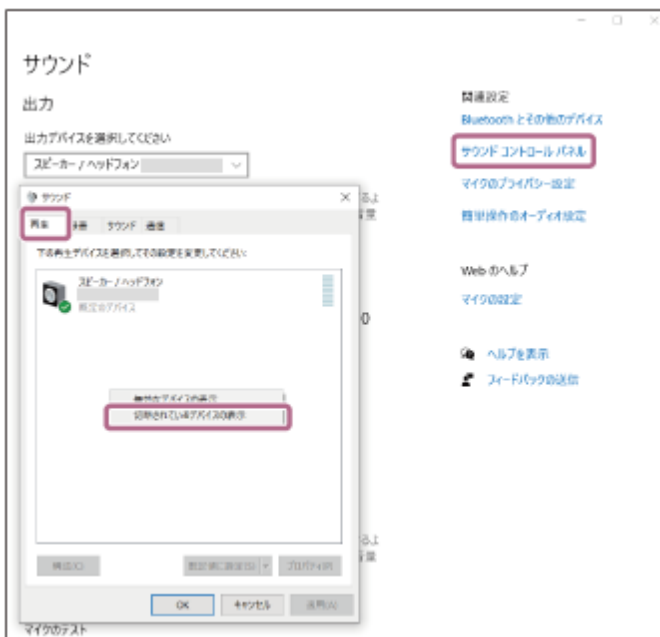 サウンド
出力
出力デバイスを選択してください
スピーカー / ヘッドフォン
関連設定
Bluetooth とその他のデバイス
サウンド コントロール パネル
マイクのプライバシー設定
簡単操作のオーディオ設定
Web のヘルプ
マイクの設定
ヘルプを表示
フィードバックの送信
サウンド
再生 録音 サウンド 通信
下の再生デバイスを選択してその設定を変更してください:
スピーカー / ヘッドフォン
既定のデバイス
無効なデバイスの表示
切断されているデバイスの表示
構成(C)
既定値に設定(S)
プロパティ(P)
OK
キャンセル
適用(A)
るよ
音量
0
るよ
音量
マイクのテスト